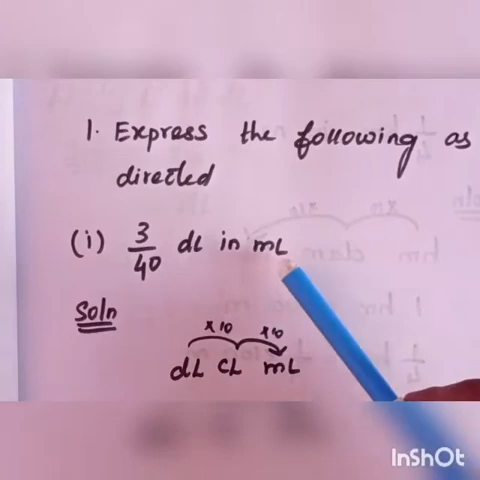 1. Express the following as
directed
(i) 3/40 dL in mL
Soln
×10 ×10
dL cL mL
InShOt